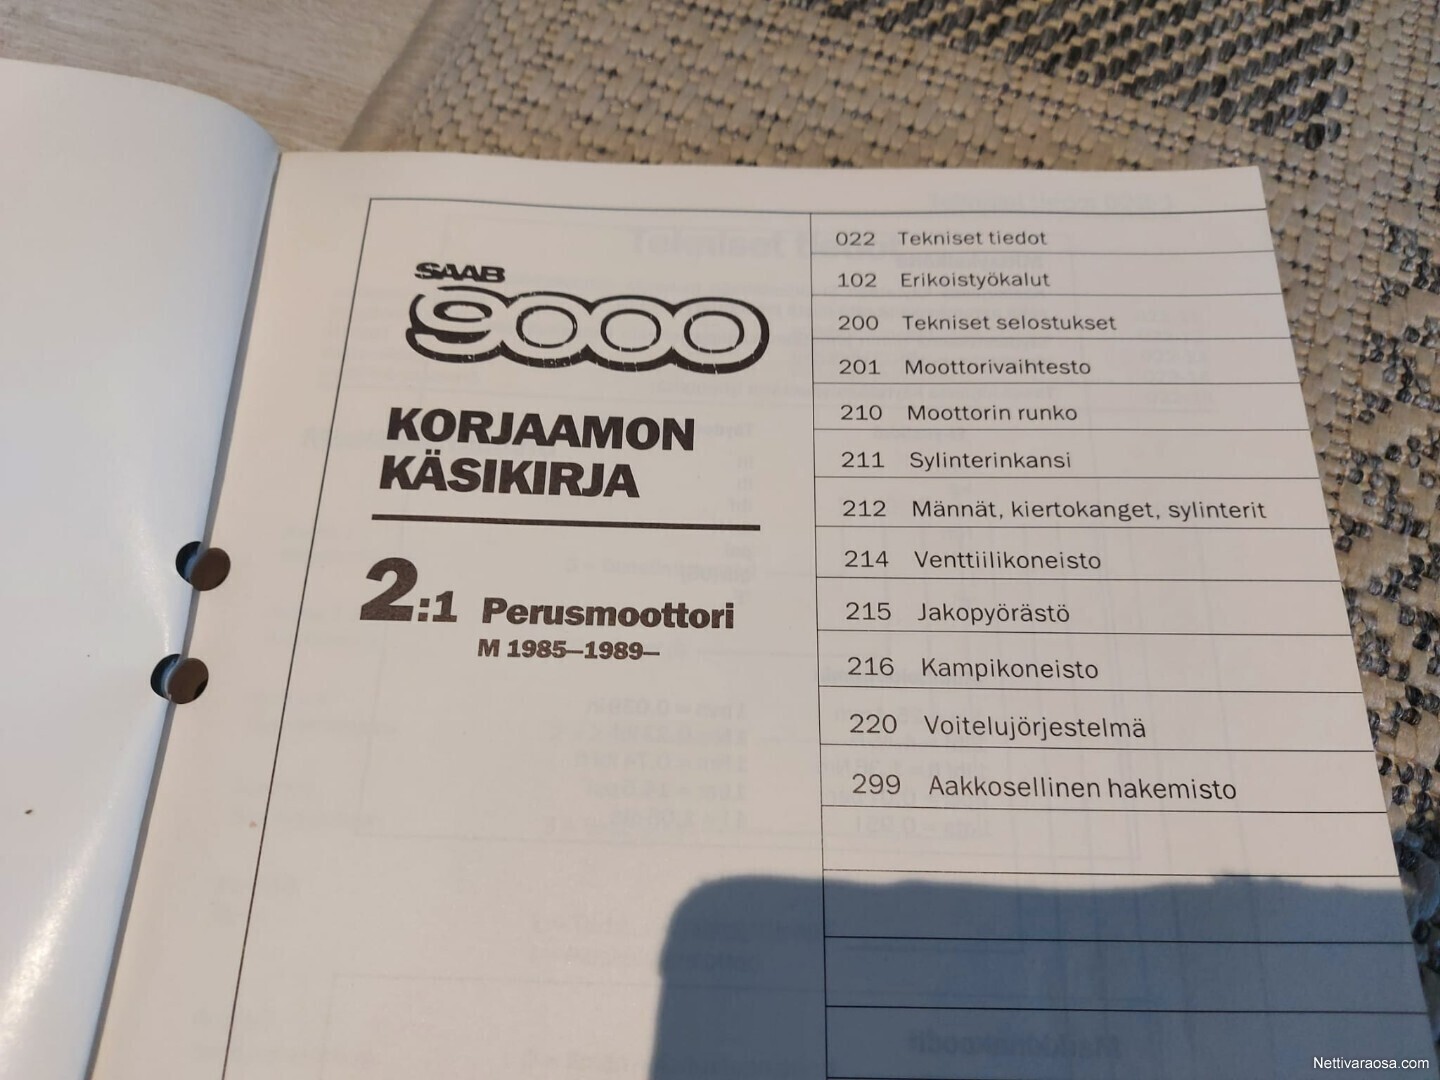 SAAB
9000
KORJAAMON
KÄSIKIRJA
2:1 Perusmoottori
M 1985–1989–
022 Tekniset tiedot
102 Erikoistyökalut
200 Tekniset selostukset
201 Moottorivaihtesto
210 Moottorin runko
211 Sylinterinkansi
212 Männät, kiertokanget, sylinterit
214 Venttiilikoneisto
215 Jakopyörästö
216 Kampikoneisto
220 Voitelujörjestelmä
299 Aakkosellinen hakemisto
Nettivaraosa.com